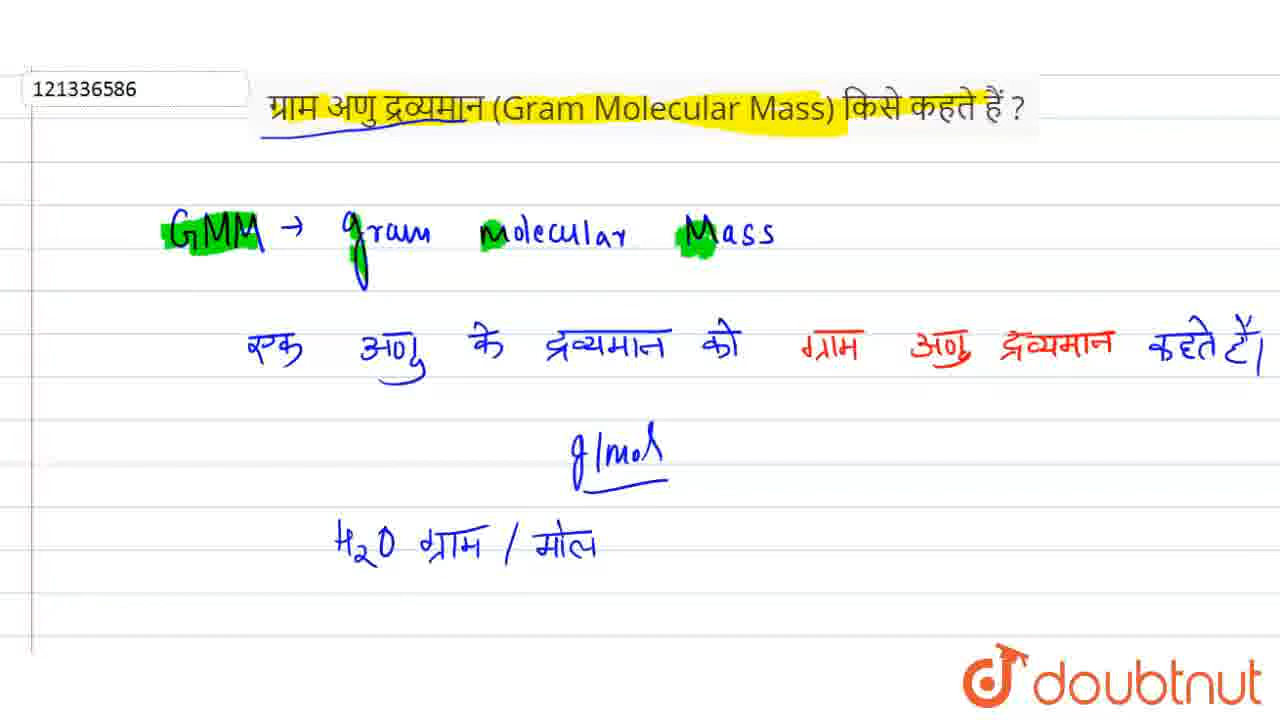 121336586
ग्राम अणु द्रव्यमान (Gram Molecular Mass) किसे कहते हैं ?
GMM → gram molecular Mass
एक अणु के द्रव्यमान को ग्राम अणु द्रव्यमान कहते हैं।
g/mol
H₂O ग्राम / मोल
doubtnut